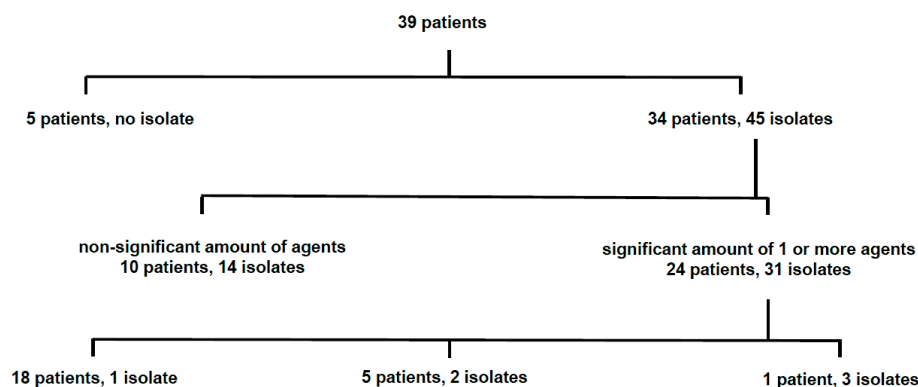 39 patients
5 patients, no isolate
34 patients, 45 isolates
non-significant amount of agents
10 patients, 14 isolates
significant amount of 1 or more agents
24 patients, 31 isolates
18 patients, 1 isolate
5 patients, 2 isolates
1 patient, 3 isolates